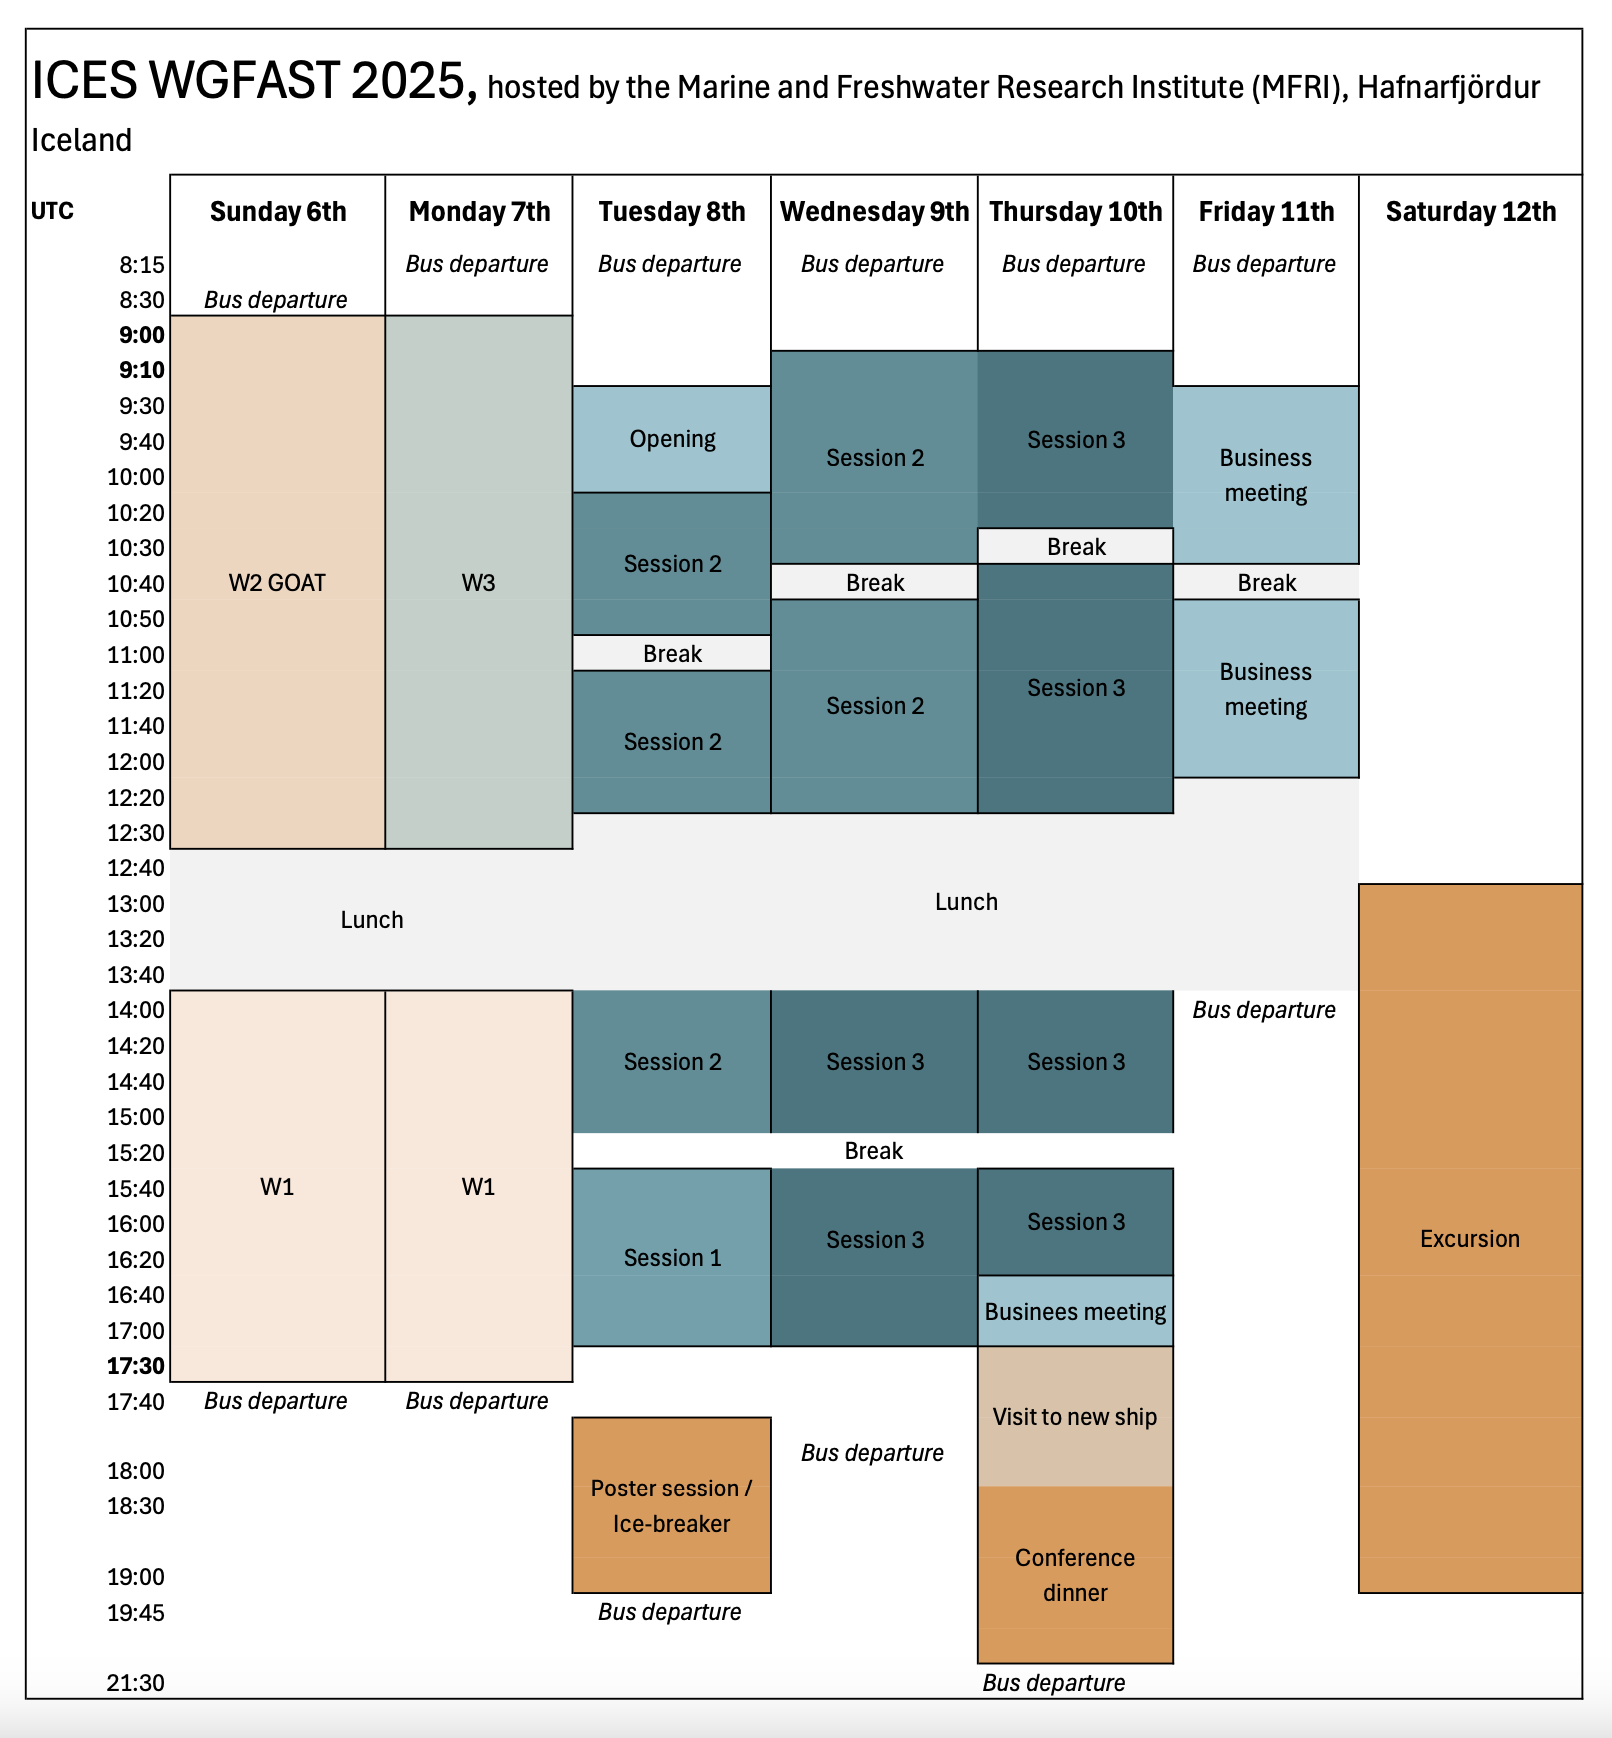 ICES WGFAST 2025, hosted by the Marine and Freshwater Research Institute (MFRI), Hafnarfjördur
Iceland
UTC Sunday 6th Monday 7th Tuesday 8th Wednesday 9th Thursday 10th Friday 11th Saturday 12th
8:15 Bus departure Bus departure Bus departure Bus departure Bus departure
8:30 Bus departure
9:00
9:10
9:30
9:40 Opening Session 3
10:00 Session 2 Business
meeting
10:20
10:30 Break
Session 2
10:40 W2 GOAT W3 Break Break
10:50
11:00 Break
Business
11:20 Session 3
Session 2 meeting
11:40 Session 2
12:00
12:20
12:30
12:40
13:00 Lunch
Lunch
13:20
13:40
14:00 Bus departure
14:20 Session 2 Session 3 Session 3
14:40
15:00
15:20 Break
15:40 W1 W1
16:00 Session 3
Session 3 Excursion
16:20 Session 1
16:40 Businees meeting
17:00
17:30
17:40 Bus departure Bus departure Visit to new ship
Bus departure
18:00 Poster session /
18:30 Ice-breaker
Conference
19:00 dinner
19:45 Bus departure
21:30 Bus departure